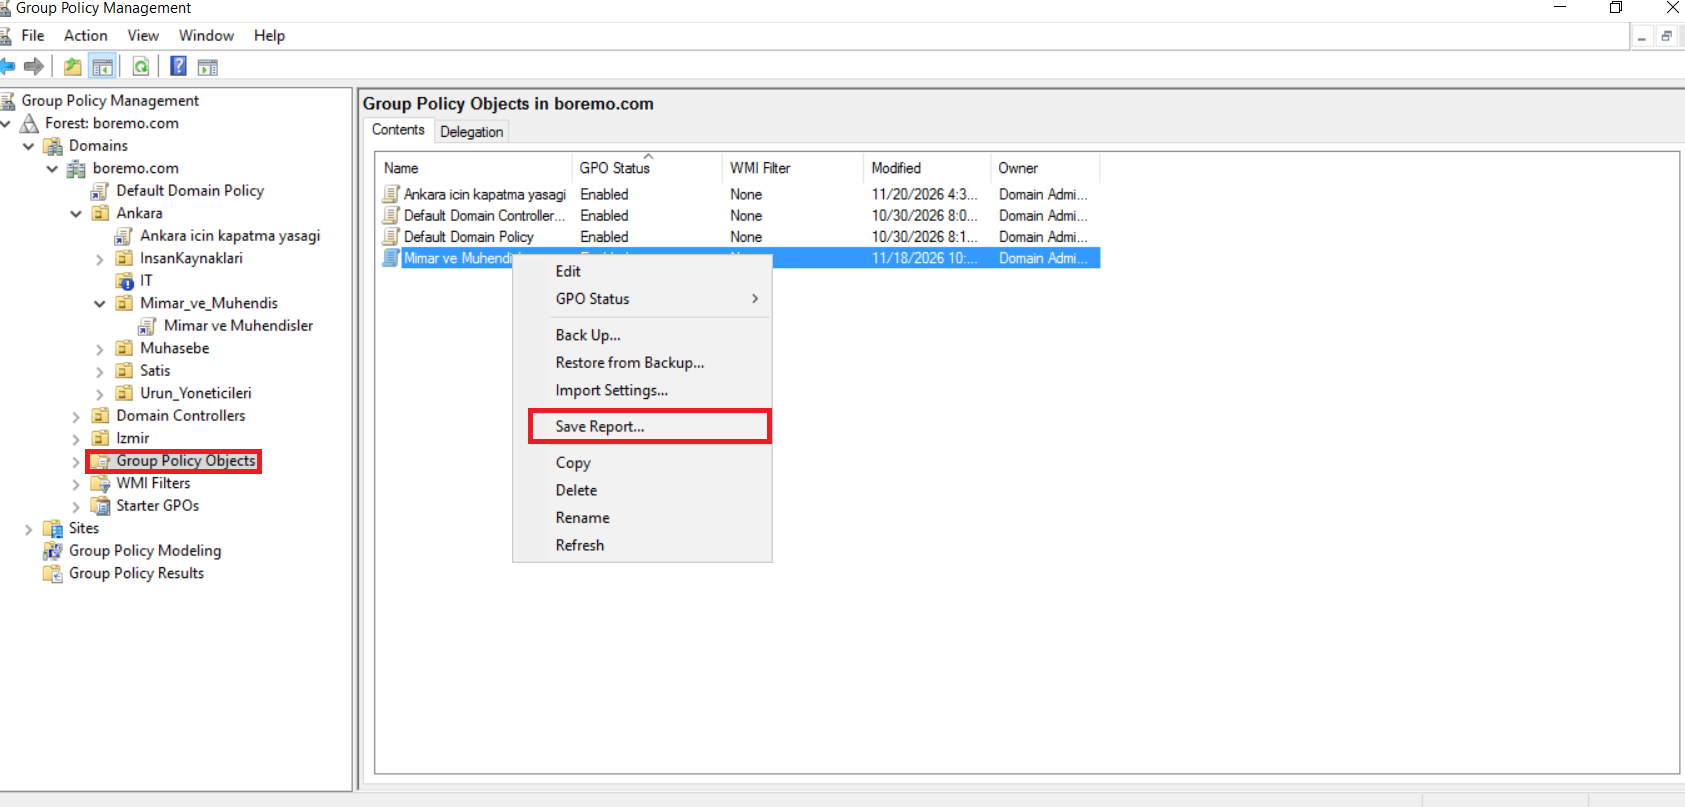 Group Policy Management
File Action View Window Help
Group Policy Management
Forest: boremo.com
Domains
boremo.com
Default Domain Policy
Ankara
Ankara icin kapatma yasagi
InsanKaynaklari
IT
Mimar_ve_Muhendis
Mimar ve Muhendisler
Muhasebe
Satis
Urun_Yoneticileri
Domain Controllers
Izmir
Group Policy Objects
WMI Filters
Starter GPOs
Sites
Group Policy Modeling
Group Policy Results
Group Policy Objects in boremo.com
Contents Delegation
Name GPO Status WMI Filter Modified Owner
Ankara icin kapatma yasagi Enabled None 11/20/2026 4:3... Domain Admi...
Default Domain Controller... Enabled None 10/30/2026 8:0... Domain Admi...
Default Domain Policy Enabled None 10/30/2026 8:1... Domain Admi...
Mimar ve Muhendi 11/18/2026 10:... Domain Admi...
Edit
GPO Status
Back Up...
Restore from Backup...
Import Settings...
Save Report...
Copy
Delete
Rename
Refresh